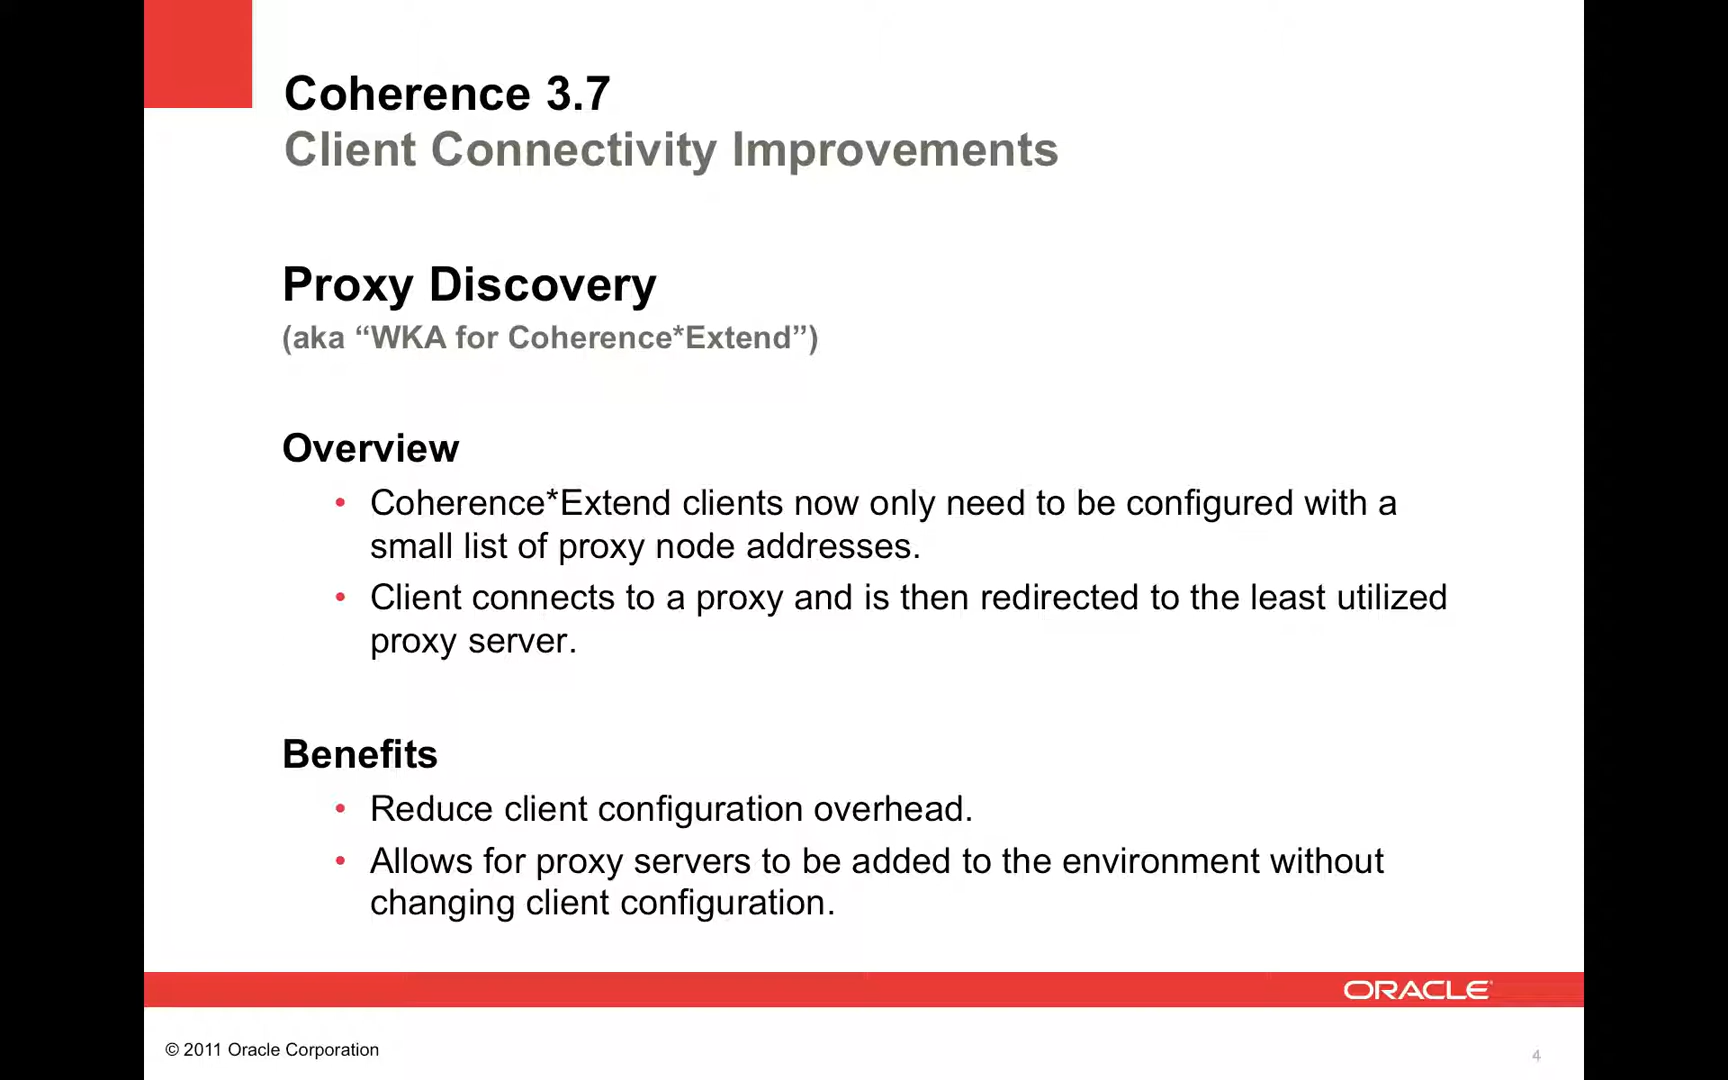 Coherence 3.7
Client Connectivity Improvements
Proxy Discovery
(aka “WKA for Coherence*Extend”)
Overview
• Coherence*Extend clients now only need to be configured with a
small list of proxy node addresses.
• Client connects to a proxy and is then redirected to the least utilized
proxy server.
Benefits
• Reduce client configuration overhead.
• Allows for proxy servers to be added to the environment without
changing client configuration.
ORACLE
© 2011 Oracle Corporation
4